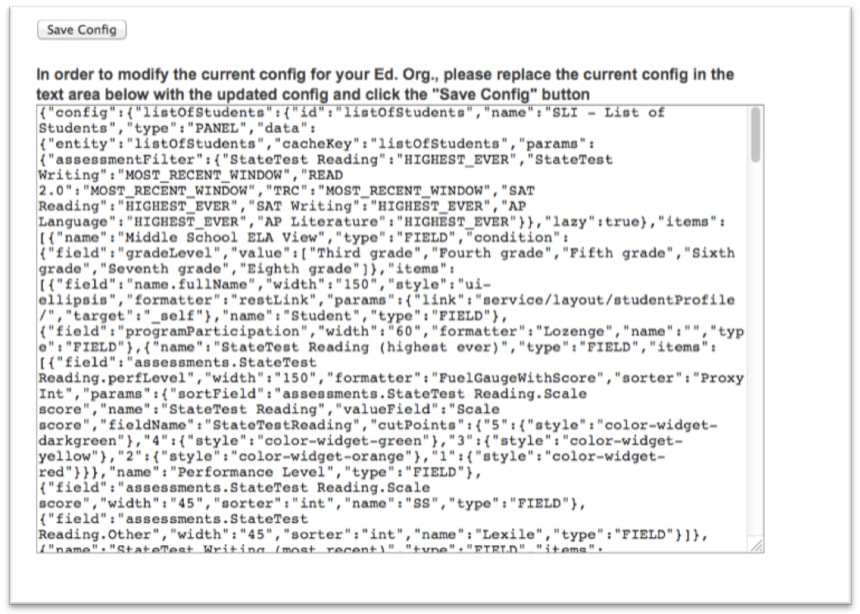 Save Config
In order to modify the current config for your Ed. Org., please replace the current config in the
text area below with the updated config and click the "Save Config" button
{"config":{"listOfStudents":{"id":"listOfStudents","name":"SLI - List of
Students","type":"PANEL","data":
{"entity":"listOfStudents","cacheKey":"listOfStudents","params":
{"assessmentFilter":{"StateTest Reading":"HIGHEST_EVER","StateTest
Writing":"MOST_RECENT_WINDOW","READ
2.0":"MOST_RECENT_WINDOW","TRC":"MOST_RECENT_WINDOW","SAT
Reading":"HIGHEST_EVER","SAT Writing":"HIGHEST_EVER","AP
Language":"HIGHEST_EVER","AP Literature":"HIGHEST_EVER"}},"lazy":true},"items":
[{"name":"Middle School ELA View","type":"FIELD","condition":
{"field":"gradeLevel","value":["Third grade","Fourth grade","Fifth grade","Sixth
grade","Seventh grade","Eighth grade"]},"items":
[{"field":"name.fullName","width":"150","style":"ui-
ellipsis","formatter":"restLink","params":{"link":"service/layout/studentProfile
/","target":"_self"},"name":"Student","type":"FIELD"},
{"field":"programParticipation","width":"60","formatter":"Lozenge","name":"","typ
e":"FIELD"},{"name":"StateTest Reading (highest ever)","type":"FIELD","items":
[{"field":"assessments.StateTest
Reading.perfLevel","width":"150","formatter":"FuelGaugeWithScore","sorter":"Proxy
Int","params":{"sortField":"assessments.StateTest Reading.Scale
score","name":"StateTest Reading","valueField":"Scale
score","fieldName":"StateTestReading","cutPoints":{"5":{"style":"color-widget-
darkgreen"},"4":{"style":"color-widget-green"},"3":{"style":"color-widget-
yellow"},"2":{"style":"color-widget-orange"},"1":{"style":"color-widget-
red"}}},"name":"Performance Level","type":"FIELD"},
{"field":"assessments.StateTest Reading.Scale
score","width":"45","sorter":"int","name":"SS","type":"FIELD"},
{"field":"assessments.StateTest
Reading.Other","width":"45","sorter":"int","name":"Lexile","type":"FIELD"}]},
{"name":"StateTest Writing (most recent)","type":"FIELD","items":